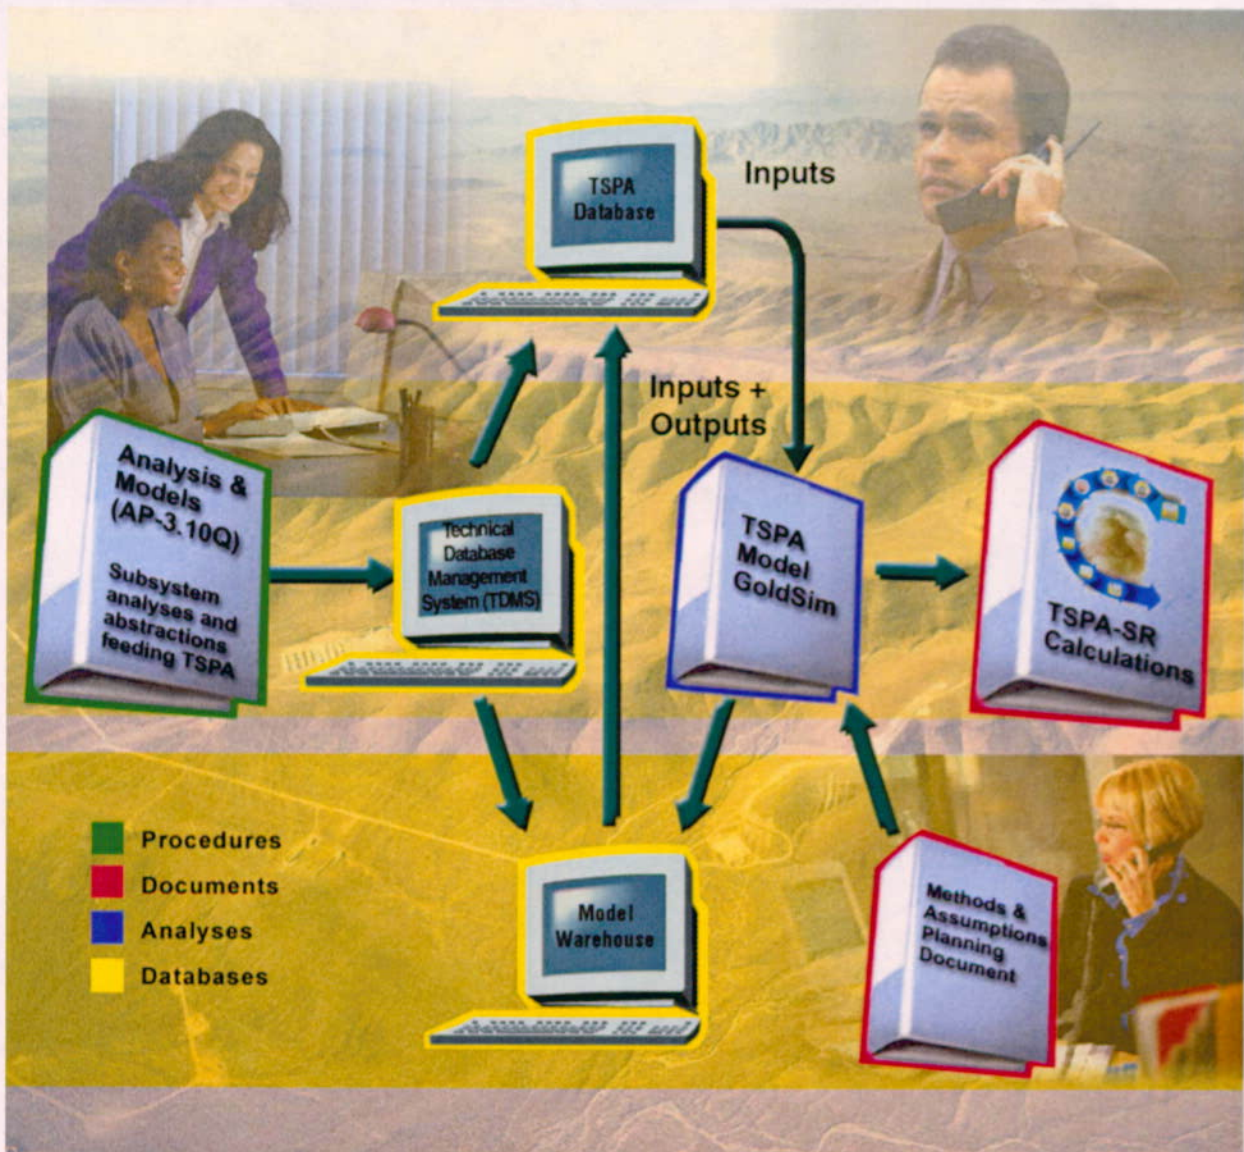 TSPA
Database
Inputs
Inputs +
Outputs
Analysis &
Models
(AP-3.10Q)
Subsystem
analyses and
abstractions
feeding TSPA
Technical
Database
Management
System (TDMS)
TSPA
Model
GoldSim
TSPA-SR
Calculations
Procedures
Documents
Analyses
Databases
Model
Warehouse
Methods &
Assumptions
Planning
Document